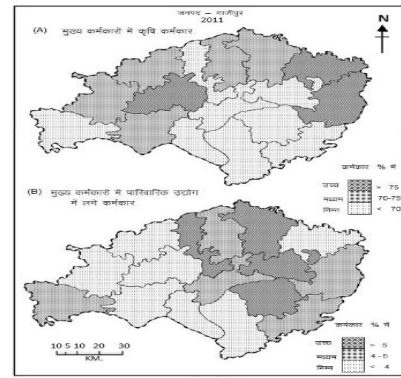 जनपद – गाज़ीपुर
2011
N
(A) मुख्य कर्मकारो मे कृषि कर्मकार
कर्मकार % में
उच्च > 75
मध्यम 70-75
निम्न < 70
(B) मुख्य कर्मकारो में पारिवारिक उद्योग
में लगे कर्मकार
10 5 0 10 20 30
KM.
कर्मकार % में
उच्च > 5
मध्यम 4-5
निम्न < 4